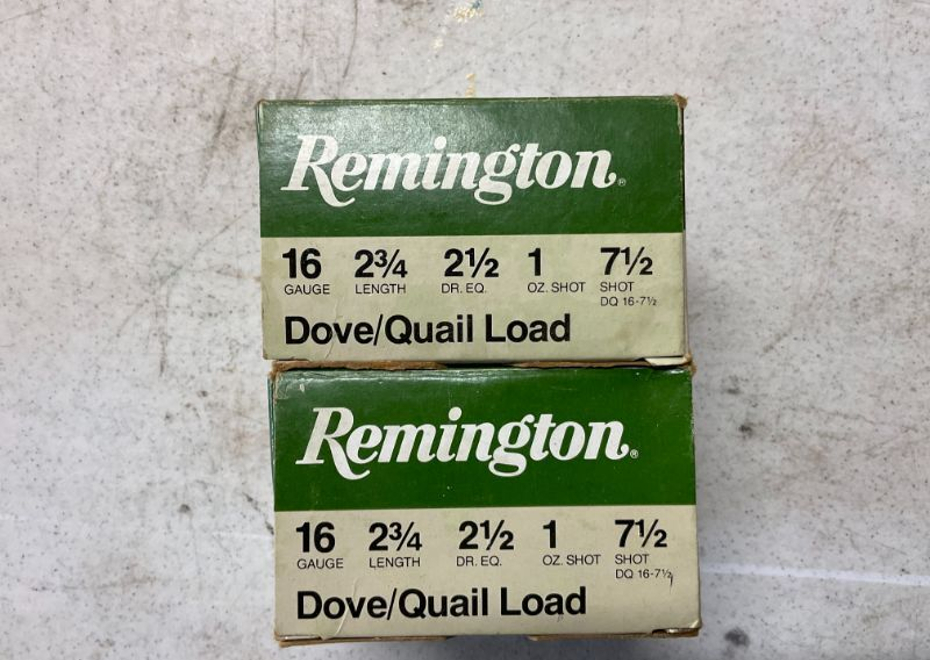 Remington®
16 2¾ 2½ 1 7½
GAUGE LENGTH DR. EQ. OZ. SHOT SHOT
DQ 16-7½
Dove/Quail Load
Remington®
16 2¾ 2½ 1 7½
GAUGE LENGTH DR. EQ. OZ. SHOT SHOT
DQ 16-7½
Dove/Quail Load